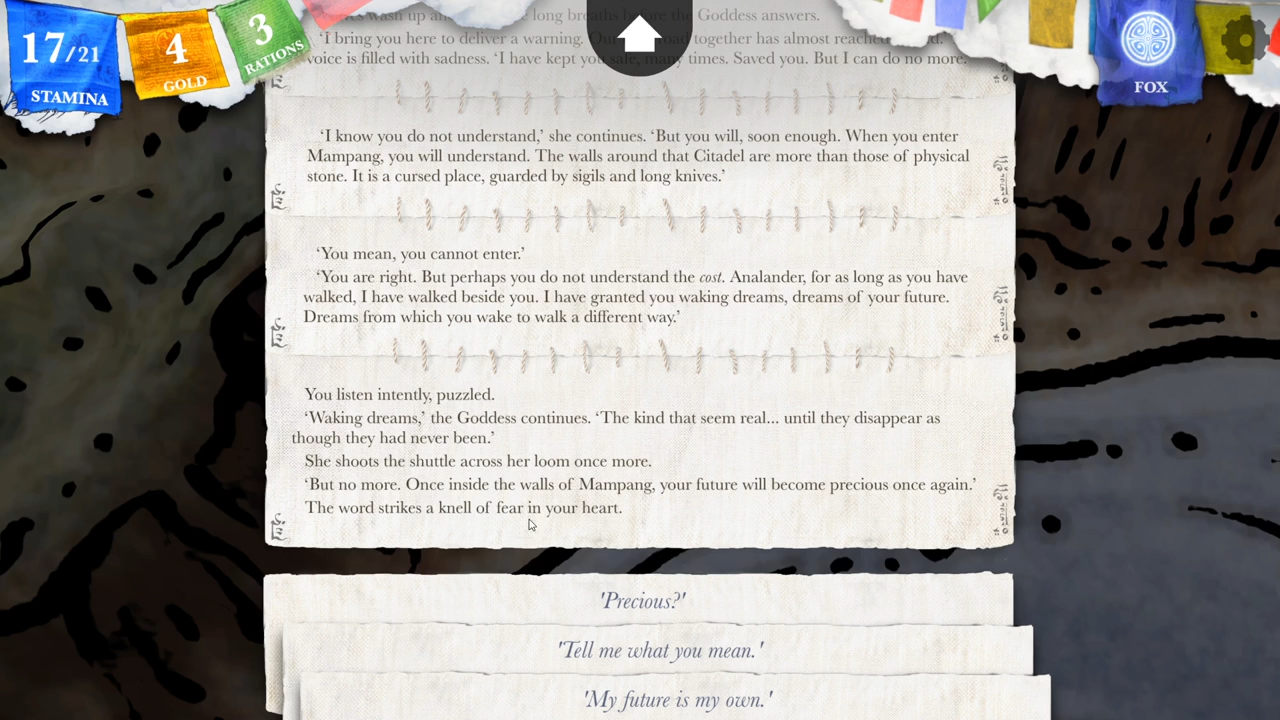 17/21
STAMINA
4
GOLD
3
RATIONS
FOX
wash up an long breaths before the Goddess answers.
'I bring you here to deliver a warning. Our road together has almost reached
voice is filled with sadness. 'I have kept you safe, many times. Saved you. But I can do no more.
'I know you do not understand,' she continues. 'But you will, soon enough. When you enter
Mampang, you will understand. The walls around that Citadel are more than those of physical
stone. It is a cursed place, guarded by sigils and long knives.'
'You mean, you cannot enter.'
'You are right. But perhaps you do not understand the cost. Analander, for as long as you have
walked, I have walked beside you. I have granted you waking dreams, dreams of your future.
Dreams from which you wake to walk a different way.'
You listen intently, puzzled.
'Waking dreams,' the Goddess continues. 'The kind that seem real... until they disappear as
though they had never been.'
She shoots the shuttle across her loom once more.
'But no more. Once inside the walls of Mampang, your future will become precious once again.'
The word strikes a knell of fear in your heart.
'Precious?'
'Tell me what you mean.'
'My future is my own.'